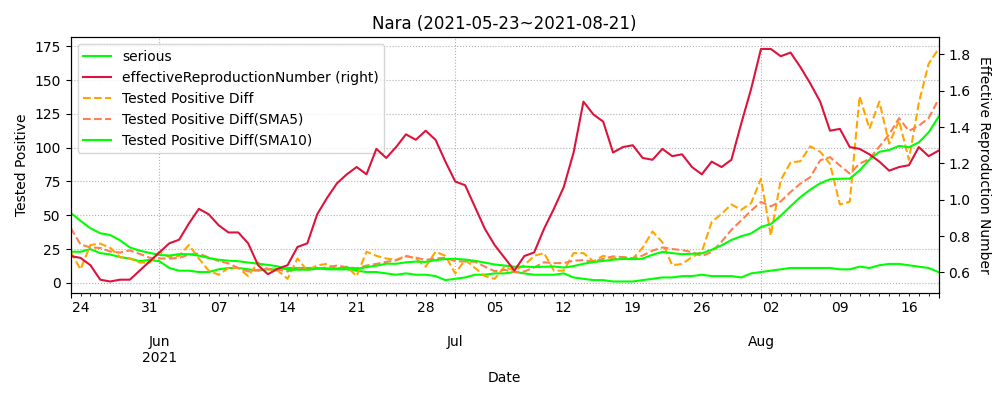 Nara (2021-05-23~2021-08-21)
serious
effectiveReproductionNumber (right)
Tested Positive Diff
Tested Positive Diff(SMA5)
Tested Positive Diff(SMA10)
Tested Positive
175
150
125
100
75
50
25
0
1.8
1.6
1.4
1.2
1.0
0.8
0.6
Effective Reproduction Number
24 31 07 14 21 28 05 12 19 26 02 09 16
Jun Jul Aug
2021
Date